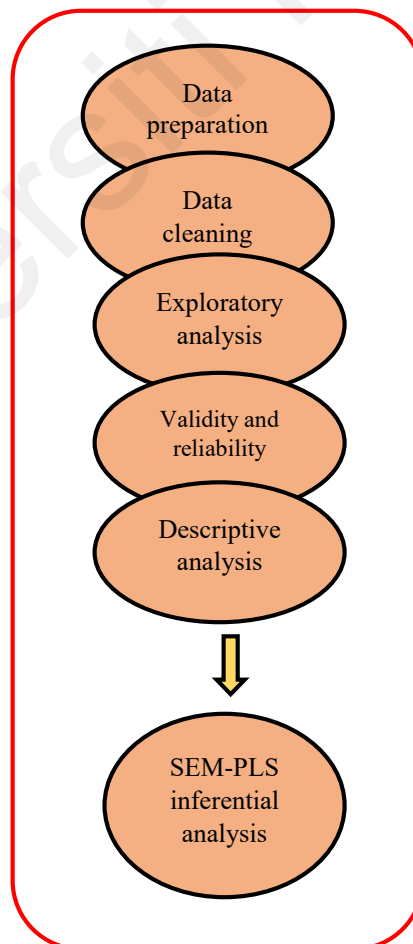 Data
preparation
Data
cleaning
Exploratory
analysis
Validity and
reliability
Descriptive
analysis
SEM-PLS
inferential
analysis